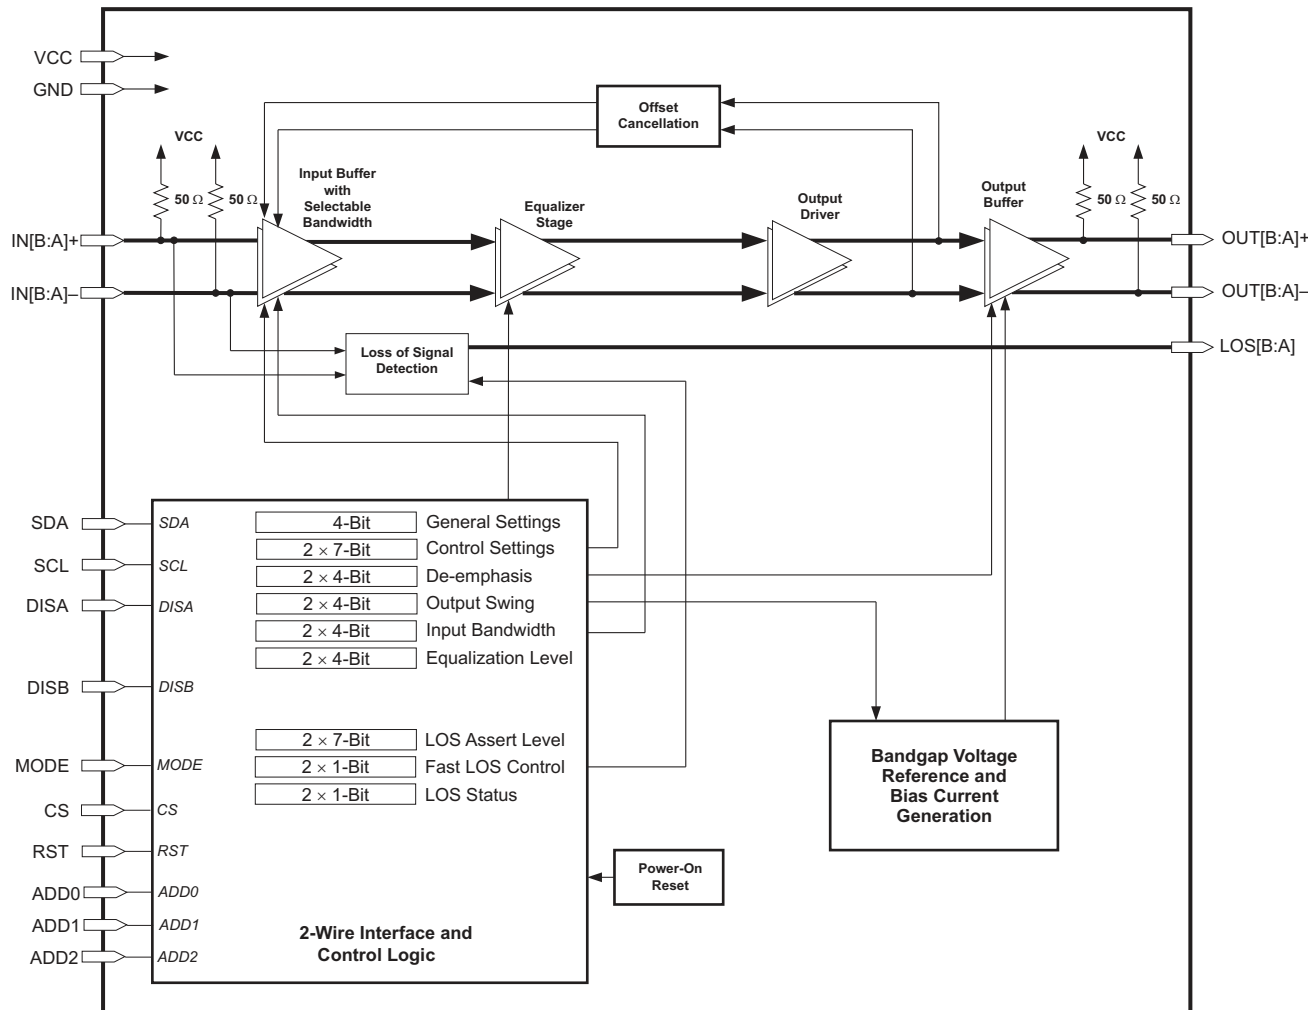 VCC
GND
Offset
Cancellation
VCC
VCC
Input Buffer
with
Selectable
Bandwidth
Equalizer
Stage
Output
Driver
Output
Buffer
50 Ω
50 Ω
50 Ω
50 Ω
IN[B:A]+
OUT[B:A]+
IN[B:A]–
OUT[B:A]–
Loss of Signal
Detection
LOS[B:A]
SDA
SDA
4-Bit General Settings
2 × 7-Bit Control Settings
SCL
SCL
2 × 4-Bit De-emphasis
DISA
DISA
2 × 4-Bit Output Swing
2 × 4-Bit Input Bandwidth
2 × 4-Bit Equalization Level
DISB
DISB
2 × 7-Bit LOS Assert Level
MODE
MODE
2 × 1-Bit Fast LOS Control
2 × 1-Bit LOS Status
CS
CS
Bandgap Voltage
Reference and
Bias Current
Generation
RST
RST
Power-On
Reset
ADD0
ADD0
ADD1
ADD1
2-Wire Interface and
Control Logic
ADD2
ADD2